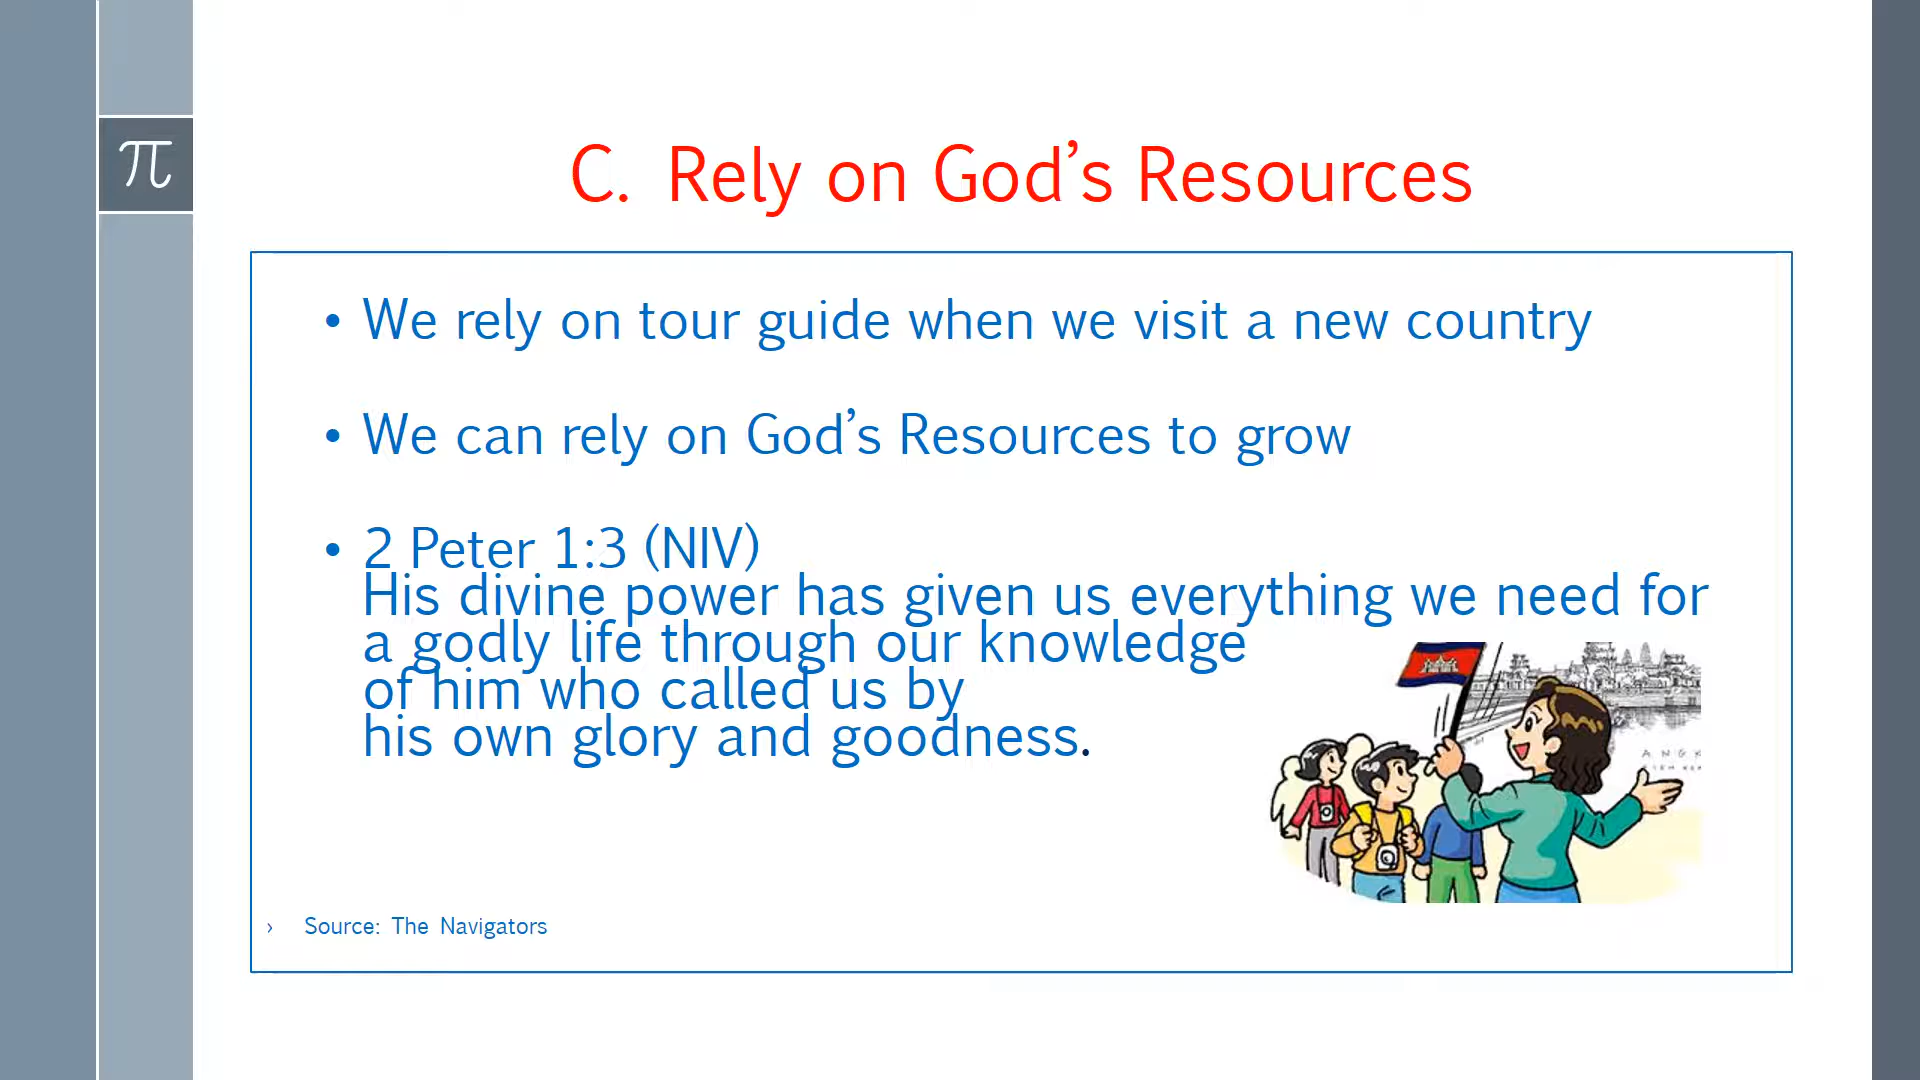 π
C. Rely on God’s Resources
• We rely on tour guide when we visit a new country
• We can rely on God’s Resources to grow
• 2 Peter 1:3 (NIV)
His divine power has given us everything we need for
a godly life through our knowledge
of him who called us by
his own glory and goodness.
› Source: The Navigators